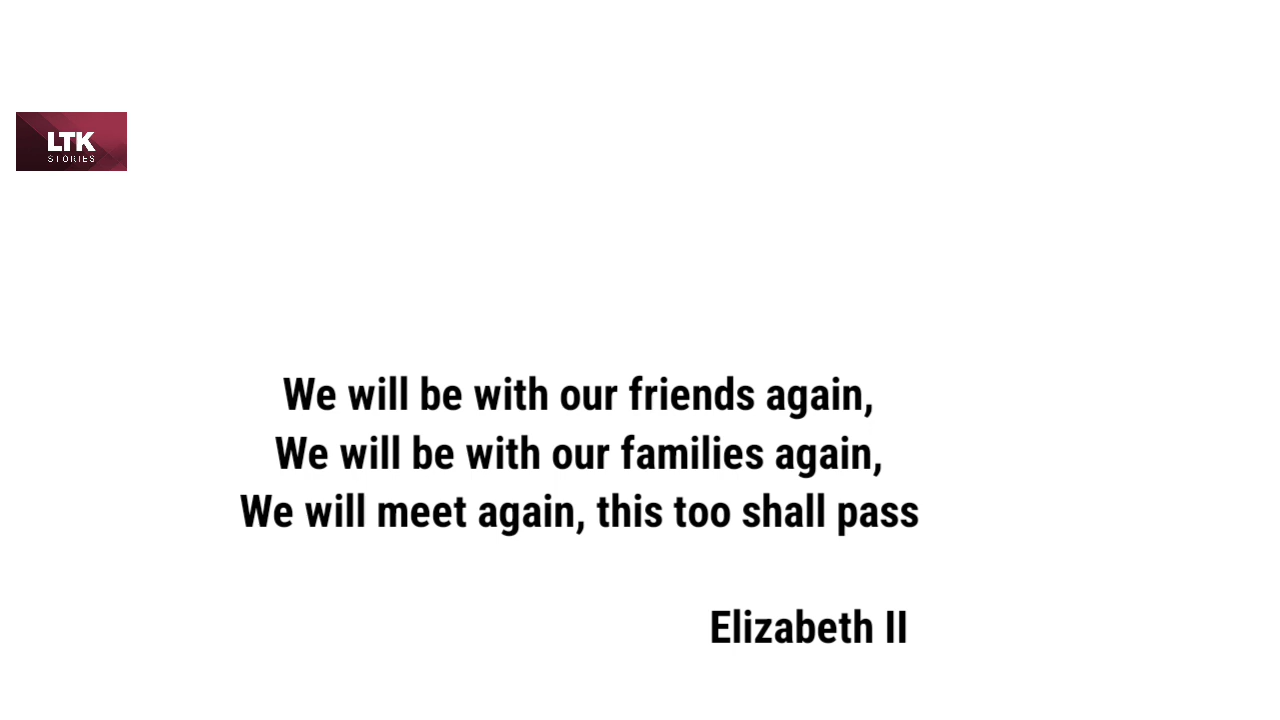 LTK
STORIES
We will be with our friends again,
We will be with our families again,
We will meet again, this too shall pass
Elizabeth II